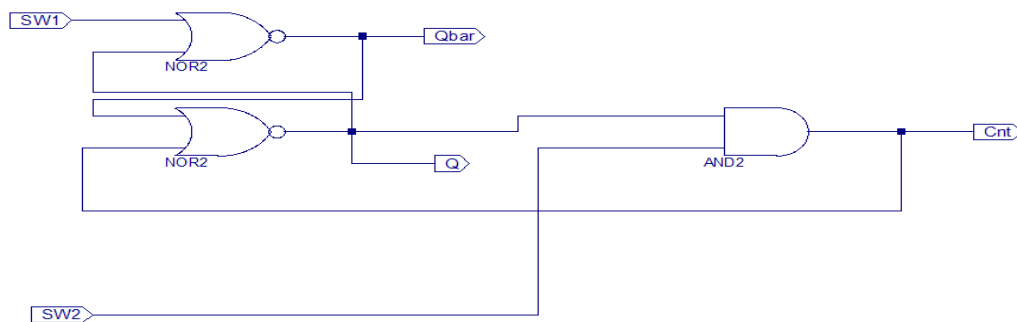 SW1
Qbar
NOR2
Cnt
NOR2
Q
AND2
SW2